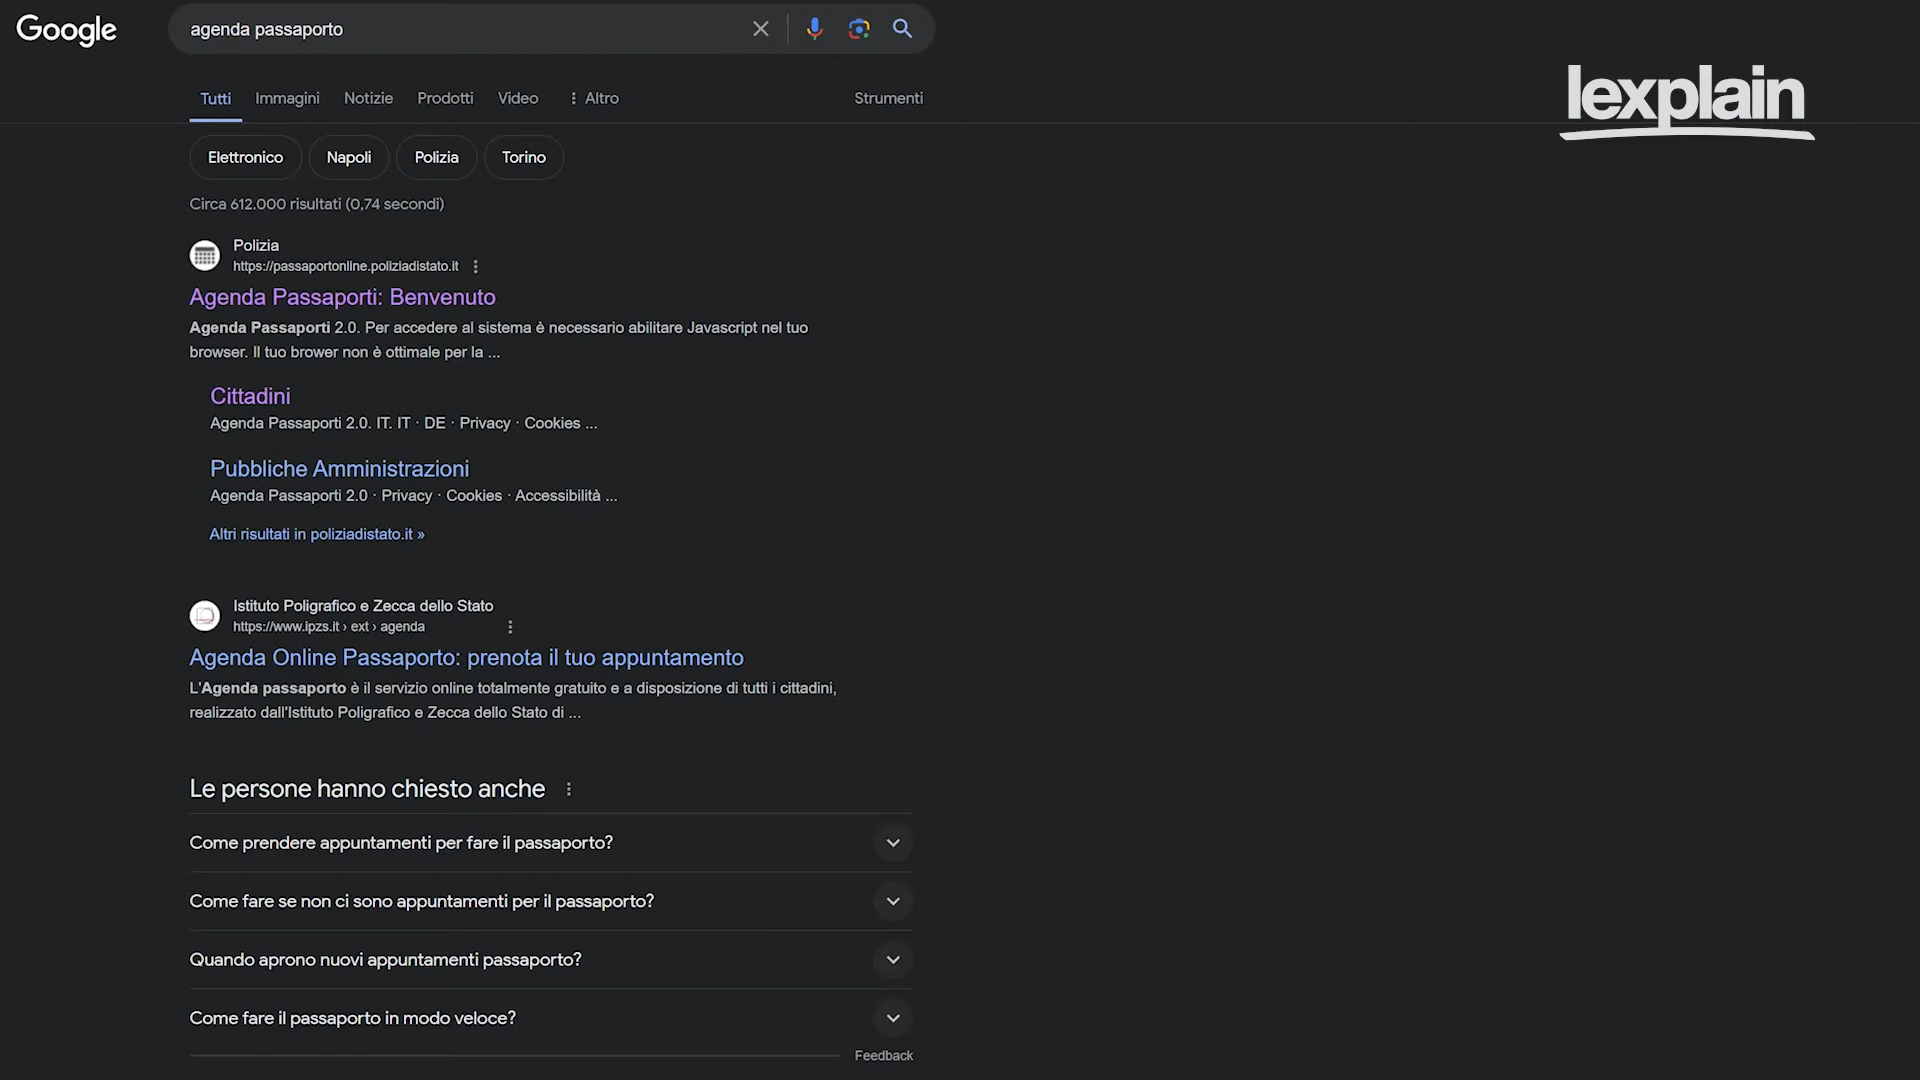 Google
agenda passaporto
lexplain
Tutti Immagini Notizie Prodotti Video Altro Strumenti
Elettronico Napoli Polizia Torino
Circa 612.000 risultati (0,74 secondi)
Polizia
https://passaportonline.poliziadistato.it
Agenda Passaporti: Benvenuto
Agenda Passaporti 2.0. Per accedere al sistema è necessario abilitare Javascript nel tuo
browser. Il tuo brower non è ottimale per la ...
Cittadini
Agenda Passaporti 2.0. IT. IT · DE · Privacy · Cookies ...
Pubbliche Amministrazioni
Agenda Passaporti 2.0 · Privacy · Cookies · Accessibilità ...
Altri risultati in poliziadistato.it »
Istituto Poligrafico e Zecca dello Stato
https://www.ipzs.it › ext › agenda
Agenda Online Passaporto: prenota il tuo appuntamento
L'Agenda passaporto è il servizio online totalmente gratuito e a disposizione di tutti i cittadini,
realizzato dall'Istituto Poligrafico e Zecca dello Stato di ...
Le persone hanno chiesto anche
Come prendere appuntamenti per fare il passaporto?
Come fare se non ci sono appuntamenti per il passaporto?
Quando aprono nuovi appuntamenti passaporto?
Come fare il passaporto in modo veloce?
Feedback